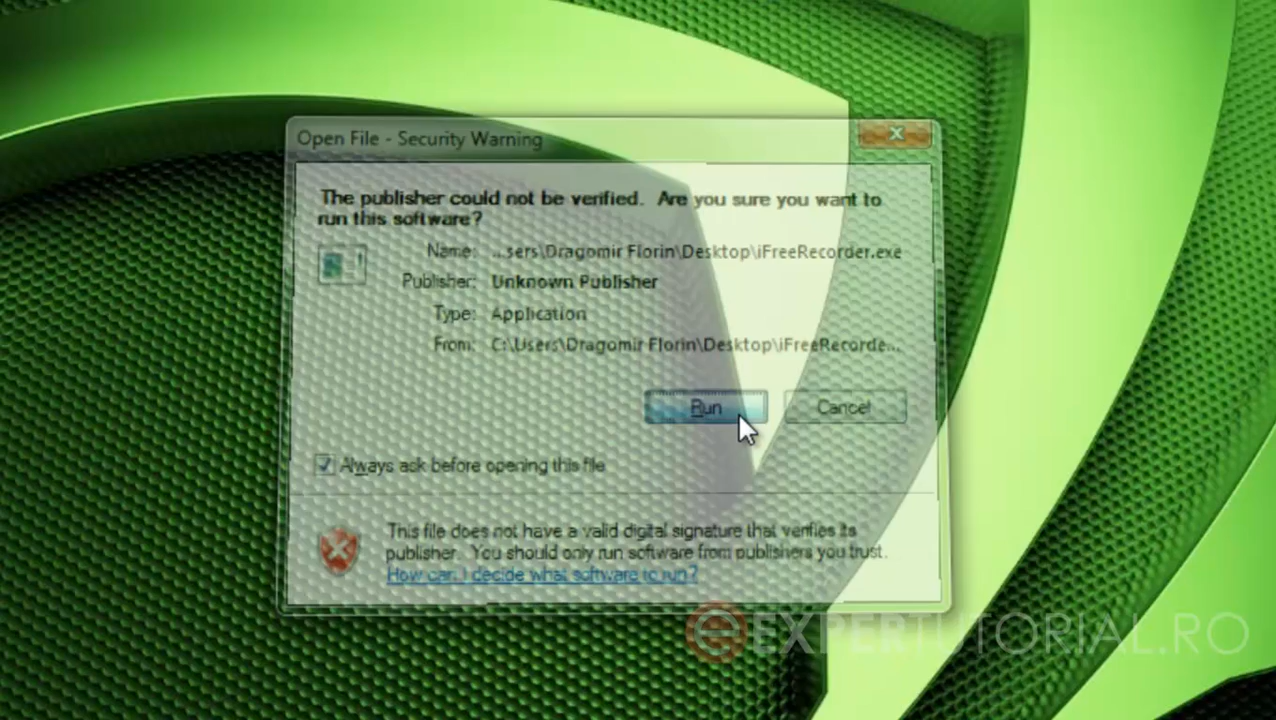 Open File - Security Warning
The publisher could not be verified. Are you sure you want to
run this software?
Name: ...sers\Dragomir Florin\Desktop\iFreeRecorder.exe
Publisher: Unknown Publisher
Type: Application
From: C:\Users\Dragomir Florin\Desktop\iFreeRecorde...
Run Cancel
Always ask before opening this file
This file does not have a valid digital signature that verifies its
publisher. You should only run software from publishers you trust.
How can I decide what software to run?
EXPERTUTORIAL.RO